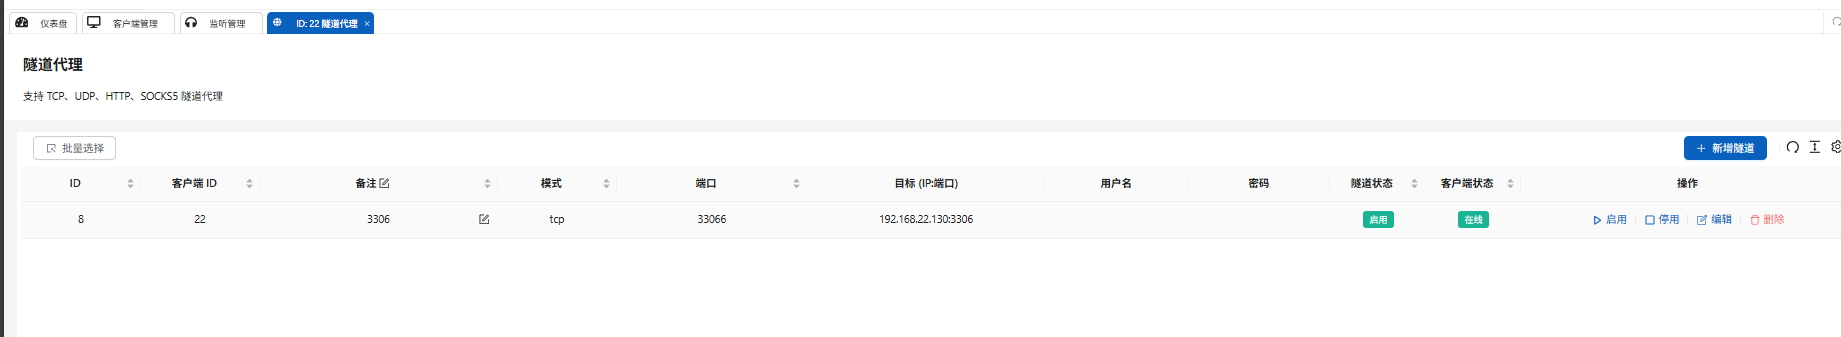 仪表盘 客户端管理 监听管理 ID: 22 隧道代理 ×
隧道代理
支持 TCP、UDP、HTTP、SOCKS5 隧道代理
批量选择 新增隧道
ID 客户端 ID 备注 模式 端口 目标 (IP:端口) 用户名 密码 隧道状态 客户端状态 操作
8 22 3306 tcp 33066 192.168.22.130:3306 启用 在线 启用 停用 编辑 删除